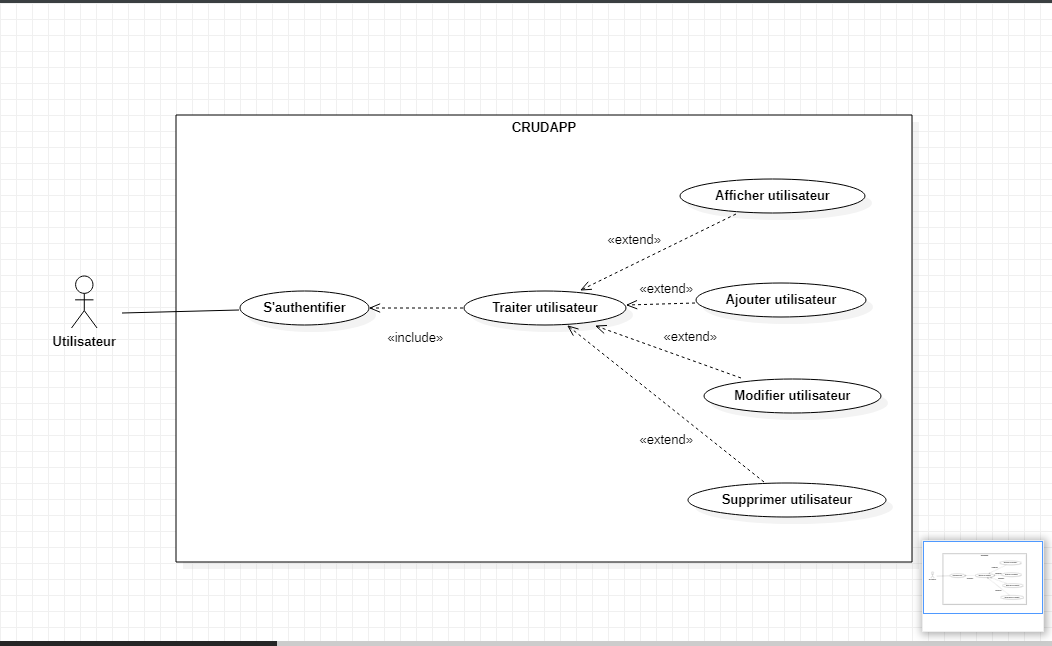 CRUDAPP
Afficher utilisateur
«extend»
«extend»
Ajouter utilisateur
S'authentifier
Traiter utilisateur
«include»
«extend»
Utilisateur
Modifier utilisateur
«extend»
Supprimer utilisateur